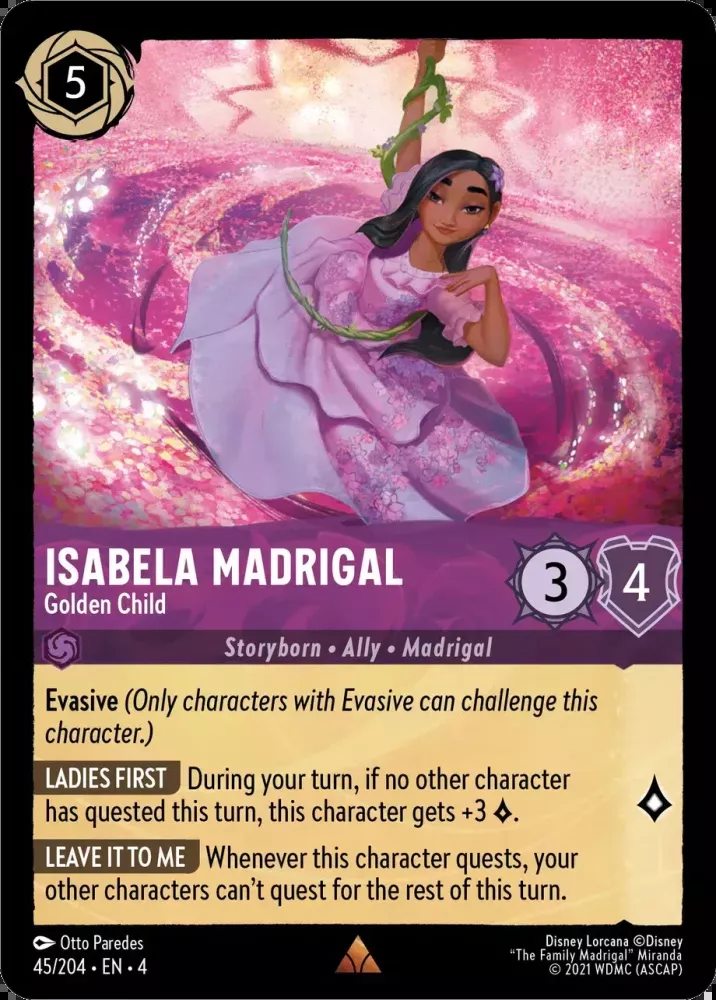 5
ISABELA MADRIGAL
Golden Child
3
4
Storyborn • Ally • Madrigal
Evasive (Only characters with Evasive can challenge this
character.)
LADIES FIRST During your turn, if no other character
has quested this turn, this character gets +3 .
LEAVE IT TO ME Whenever this character quests, your
other characters can't quest for the rest of this turn.
Otto Paredes
45/204 • EN • 4
Disney Lorcana ©Disney
"The Family Madrigal" Miranda
© 2021 WDMC (ASCAP)